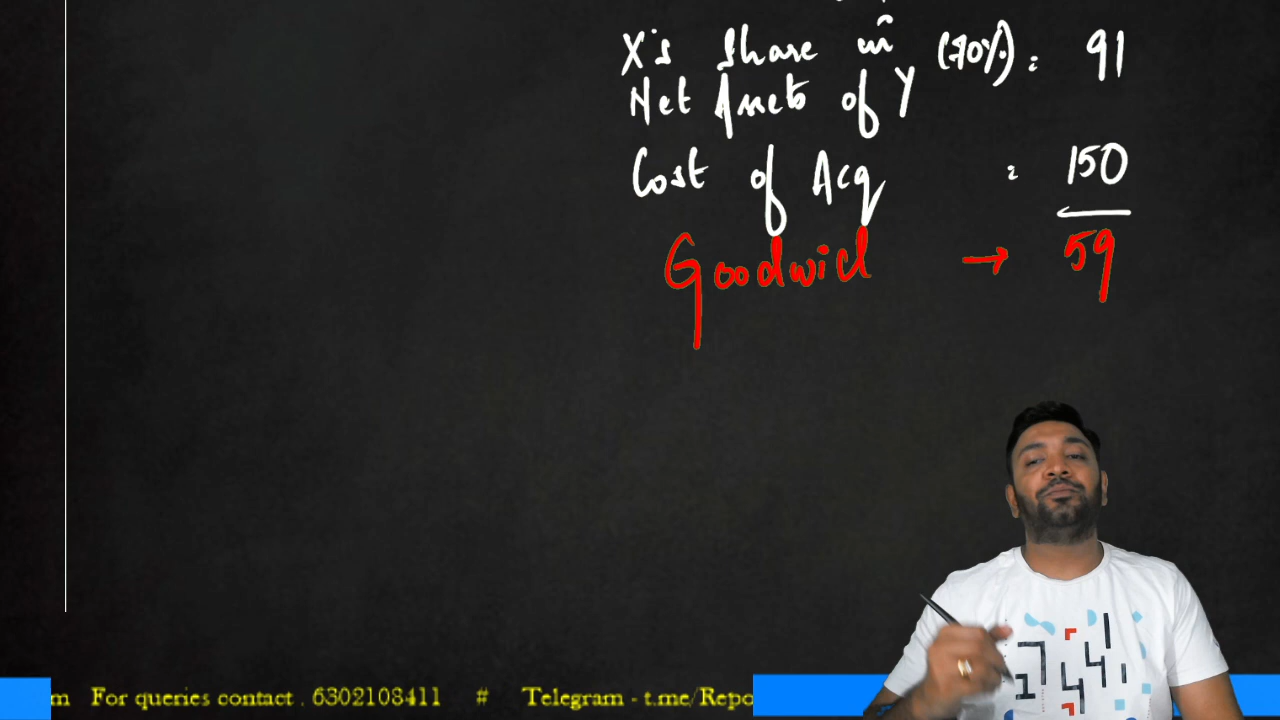 X's share in (70%) = 91
Net Assets of Y
Cost of Acq = 150
Goodwill → 59
m For queries contact . 6302108411 # Telegram - t.me/Repo